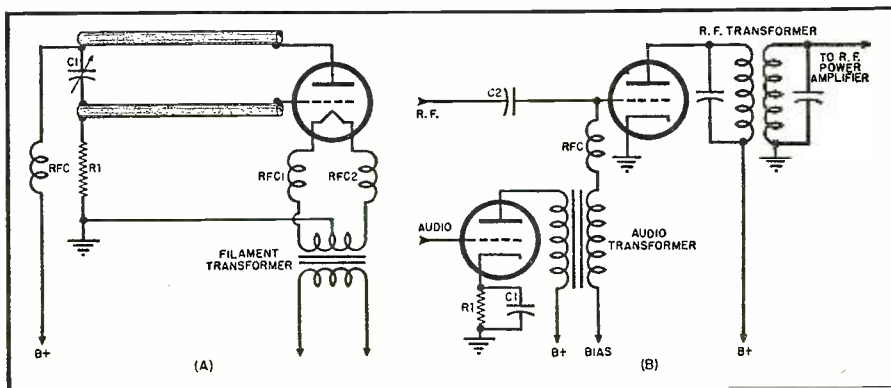 C1
RFC
R1
RFC1
RFC2
FILAMENT
TRANSFORMER
B+
(A)
R.F. TRANSFORMER
TO R.F.
POWER
AMPLIFIER
C2
R.F.
RFC
AUDIO
AUDIO
TRANSFORMER
R1
C1
B+
BIAS
(B)
B+